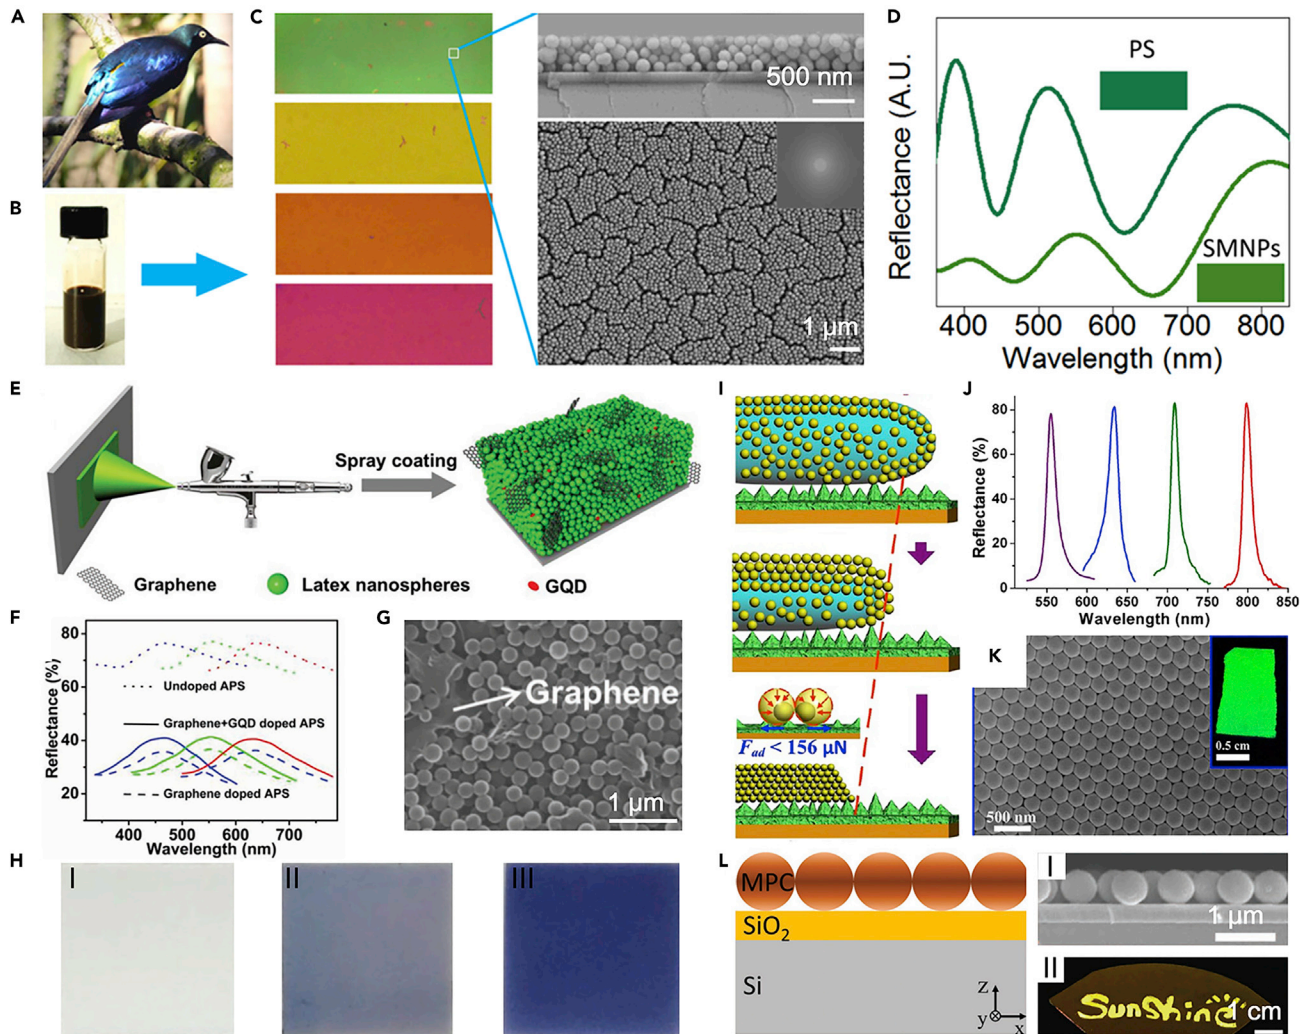 A
B
C
500 nm
1 μm
D
Reflectance (A.U.)
PS
SMNPs
400 500 600 700 800
Wavelength (nm)
E
Spray coating
Graphene
Latex nanospheres
GQD
F
Reflectance (%)
80
60
40
20
Undoped APS
Graphene+GQD doped APS
Graphene doped APS
400 500 600 700
Wavelength (nm)
G
Graphene
1 μm
H
I
II
III
I
Fad < 156 μN
J
Reflectance (%)
80
60
40
20
0
550 600 650 700 750 800 850
Wavelength (nm)
K
0.5 cm
500 nm
L
MPC
SiO2
Si
z
y
x
I
1 μm
II
SunShine
1 cm